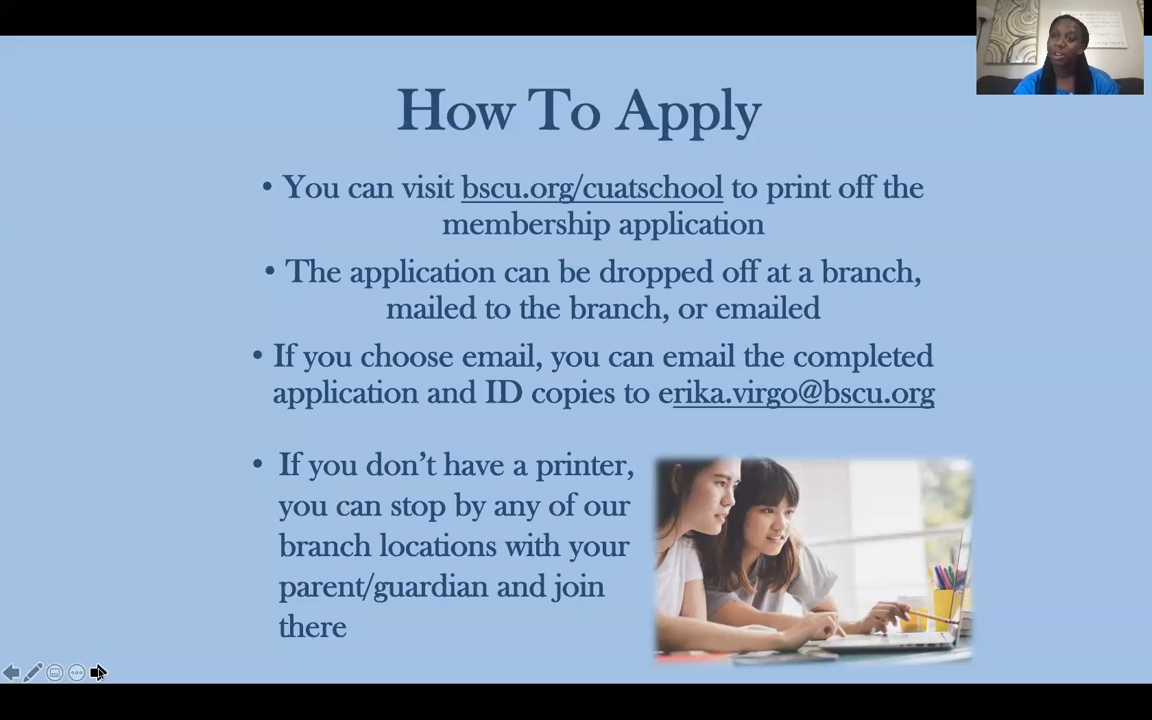 How To Apply
• You can visit bscu.org/cuatschool to print off the
membership application
• The application can be dropped off at a branch,
mailed to the branch, or emailed
• If you choose email, you can email the completed
application and ID copies to erika.virgo@bscu.org
• If you don’t have a printer,
you can stop by any of our
branch locations with your
parent/guardian and join
there